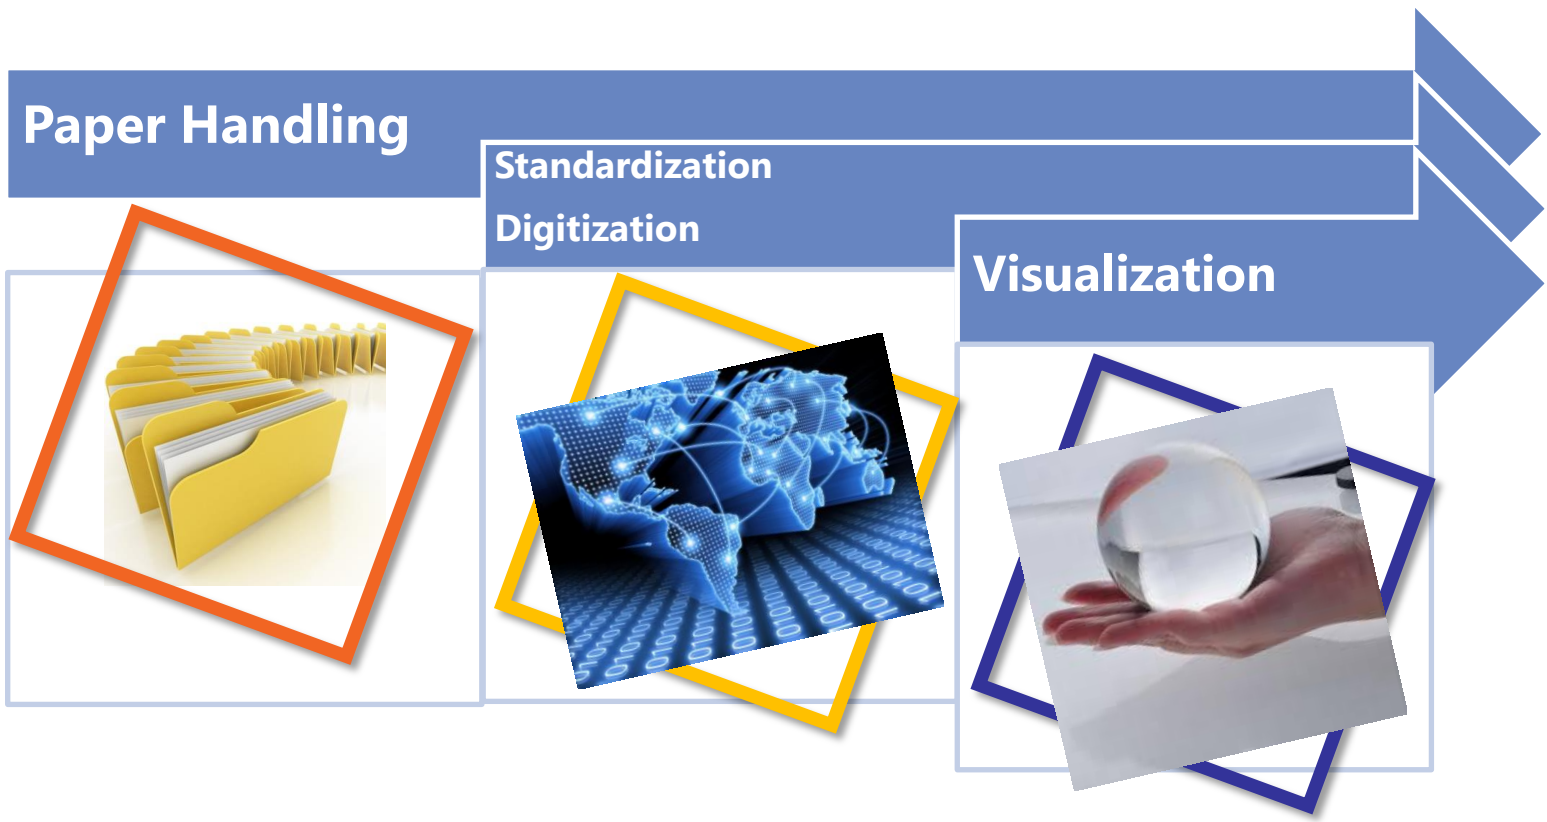 Paper Handling
Standardization
Digitization
Visualization